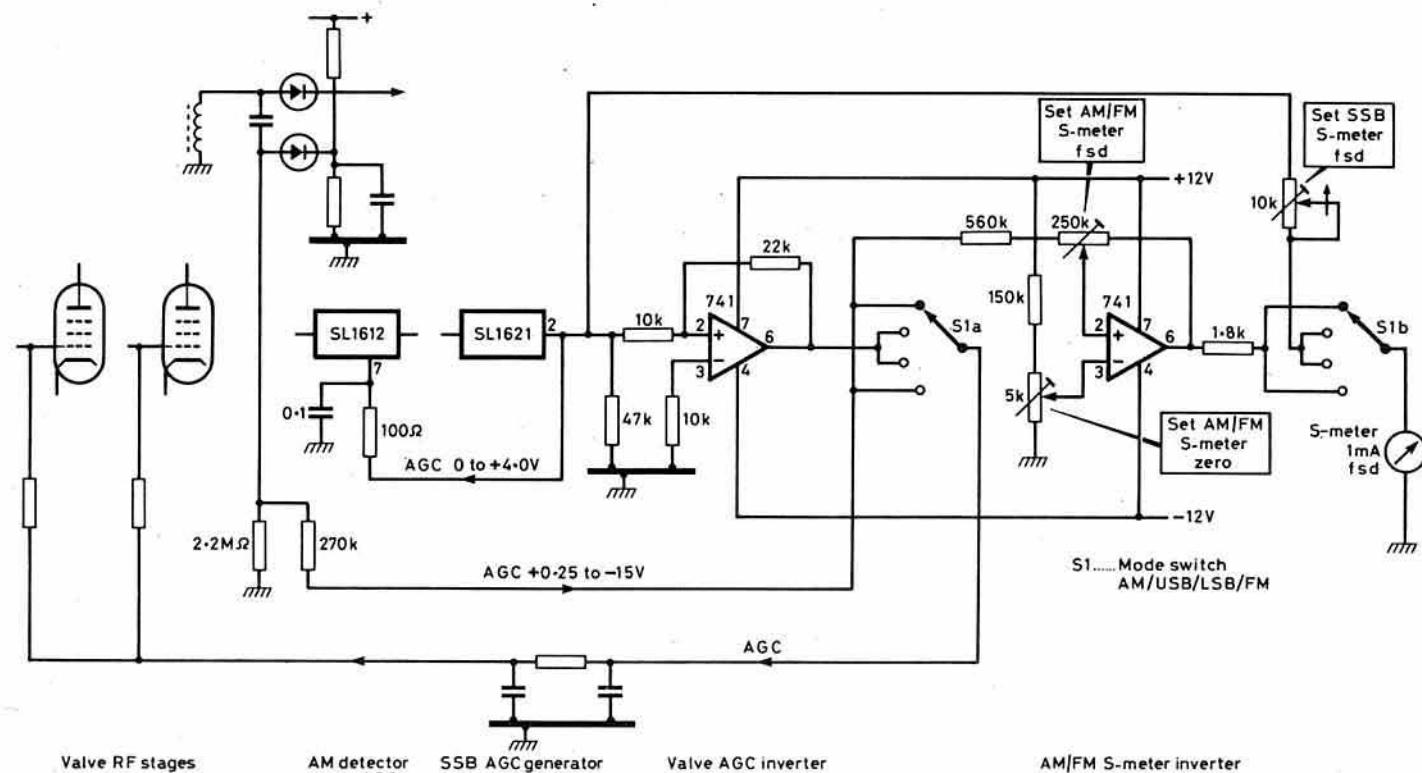 +
Set AM/FM
S-meter
fsd
Set SSB
S-meter
fsd
+12V
10k
560k
250k
22k
150k
741
741
SL1612
SL1621
2
10k
2
+
7
6
−
3
4
S1a
2
+
7
6
−
3
4
1·8k
S1b
7
0·1
100Ω
47k
10k
5k
Set AM/FM
S-meter
zero
S-meter
1mA
fsd
AGC 0 to +4·0V
−12V
2·2MΩ
270k
AGC +0·25 to −15V
S1.....Mode switch
AM/USB/LSB/FM
AGC
Valve RF stages
AM detector
SSB AGC generator
Valve AGC inverter
AM/FM S-meter inverter